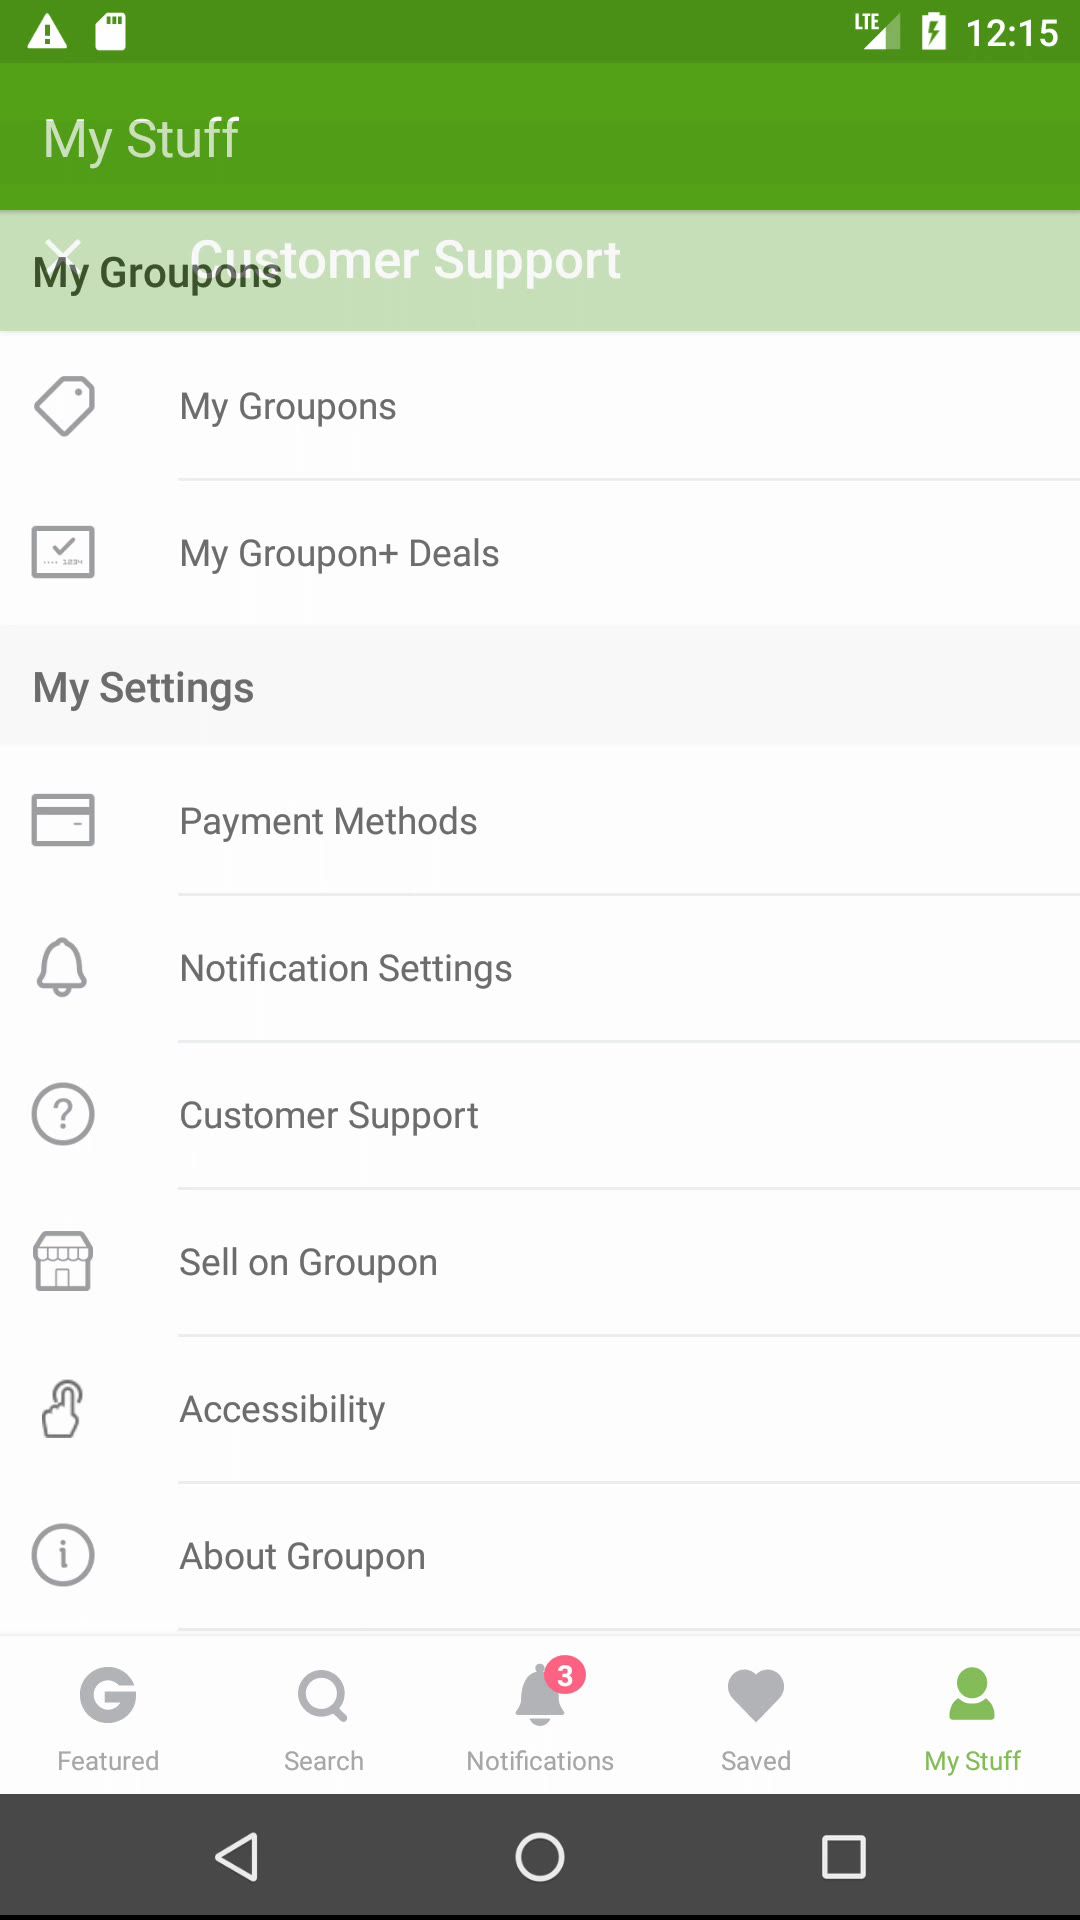 LTE 12:15
My Stuff
Customer Support
My Groupons
My Groupons
1234
My Groupon+ Deals
My Settings
Payment Methods
Notification Settings
?
Customer Support
Sell on Groupon
Accessibility
i
About Groupon
G
3
Featured
Search
Notifications
Saved
My Stuff